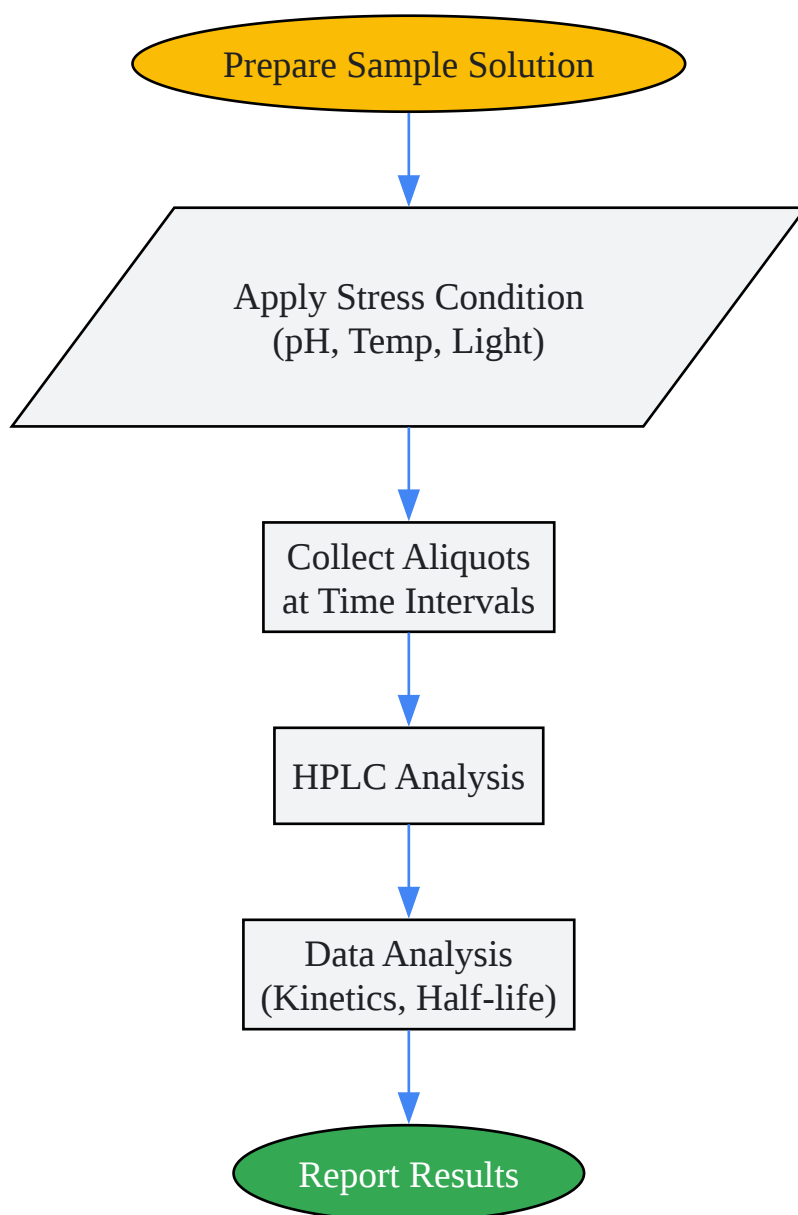 Prepare Sample Solution
Apply Stress Condition
(pH, Temp, Light)
Collect Aliquots
at Time Intervals
HPLC Analysis
Data Analysis
(Kinetics, Half-life)
Report Results